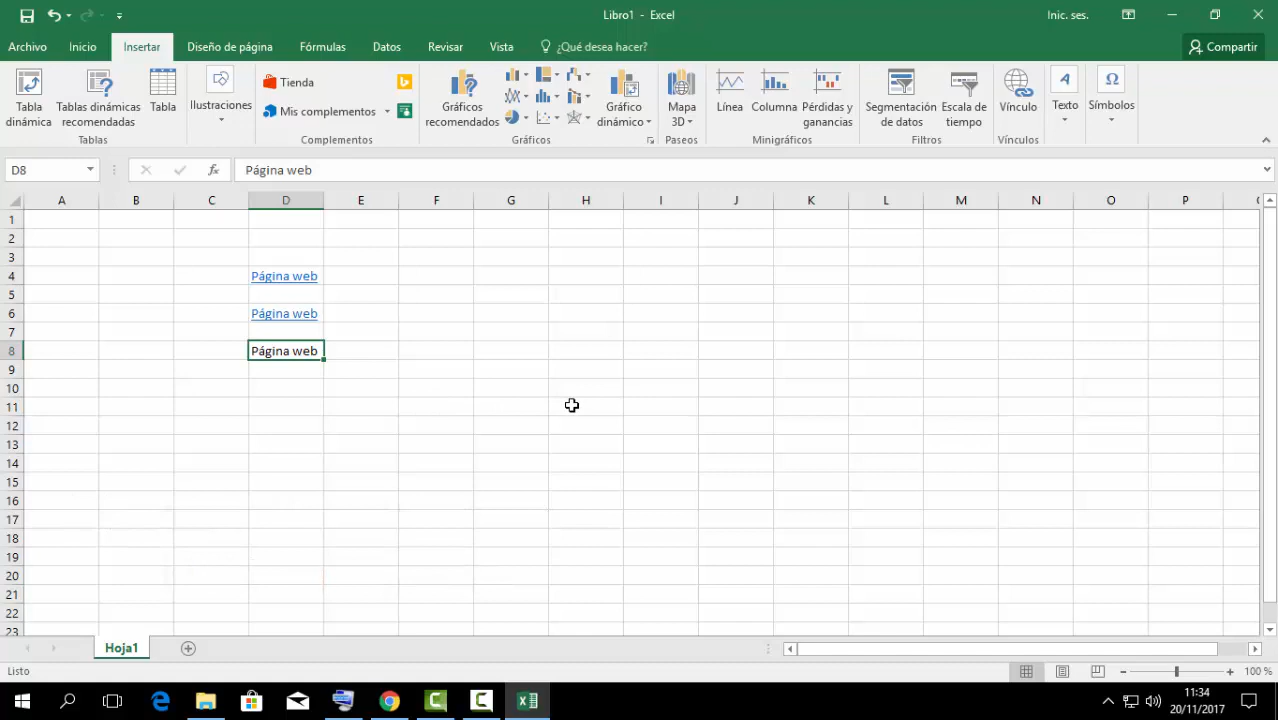 Libro1 - Excel
Inic. ses.
Archivo Inicio Insertar Diseño de página Fórmulas Datos Revisar Vista ¿Qué desea hacer? Compartir
Tabla dinámica
Tablas dinámicas recomendadas
Tabla
Tablas
Ilustraciones
Tienda
Mis complementos
Complementos
Gráficos recomendados
Gráfico dinámico
Gráficos
Mapa 3D
Paseos
Línea
Columna
Pérdidas y ganancias
Minigráficos
Segmentación de datos
Escala de tiempo
Filtros
Vínculo
Vínculos
Texto
Símbolos
D8 fx Página web
A B C D E F G H I J K L M N O P
1
2
3
4 Página web
5
6 Página web
7
8 Página web
9
10
11
12
13
14
15
16
17
18
19
20
21
22
23
Hoja1
Listo 100 %
11:34
20/11/2017